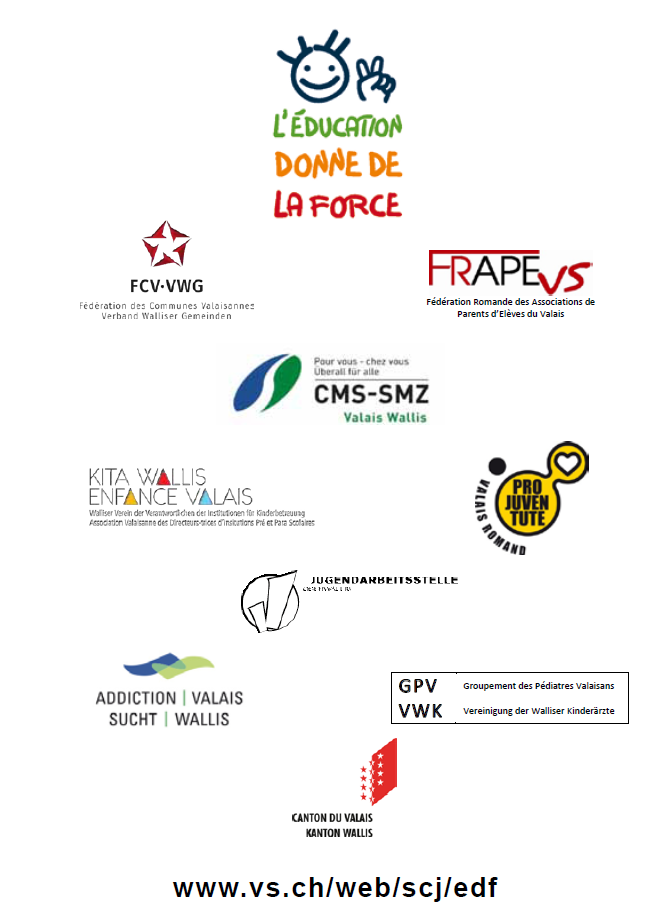 L'ÉDUCATION
DONNE DE
LA FORCE
FCV·VWG
Fédération des Communes Valaisannes
Verband Walliser Gemeinden
FRAPE VS
Fédération Romande des Associations de
Parents d'Elèves du Valais
Pour vous - chez vous
Überall für alle
CMS-SMZ
Valais Wallis
KITA WALLIS
ENFANCE VALAIS
Walliser Verein der Verantwortlichen der Institutionen für Kinderbetreuung
Association Valaisanne des Directeurs-trices d'Institutions Pré et Para Scolaires
PRO
JUVEN
TUTE
VALAIS ROMAND
JUGENDARBEITSSTELLE
ADDICTION | VALAIS
SUCHT | WALLIS
GPV Groupement des Pédiatres Valaisans
VWK Vereinigung der Walliser Kinderärzte
CANTON DU VALAIS
KANTON WALLIS
www.vs.ch/web/scj/edf